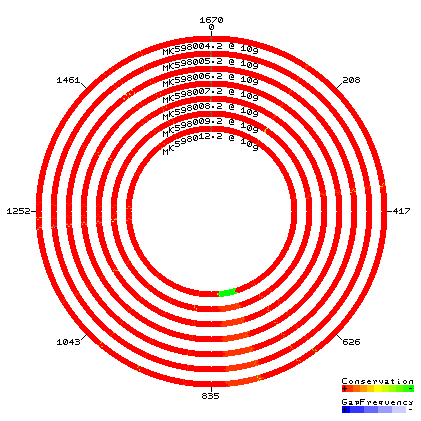 1670
0
MK598004.2 @ 10g
MK598005.2 @ 10g
MK598006.2 @ 10g
MK598007.2 @ 10g
MK598008.2 @ 10g
MK598009.2 @ 10g
MK598012.2 @ 10g
1461
208
1252
417
1043
626
835
Conservation
+ -
GapFrequency
+ -